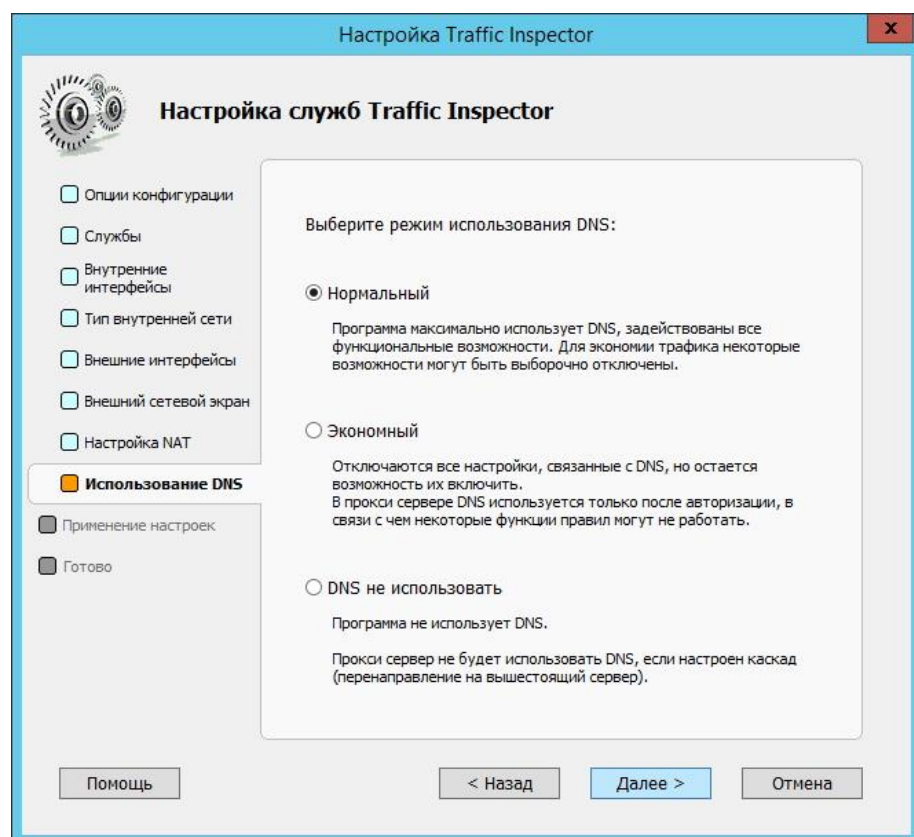 Настройка Traffic Inspector
x
Настройка служб Traffic Inspector
Опции конфигурации
Службы
Внутренние
интерфейсы
Тип внутренней сети
Внешние интерфейсы
Внешний сетевой экран
Настройка NAT
Использование DNS
Применение настроек
Готово
Выберите режим использования DNS:
Нормальный
Программа максимально использует DNS, задействованы все
функциональные возможности. Для экономии трафика некоторые
возможности могут быть выборочно отключены.
Экономный
Отключаются все настройки, связанные с DNS, но остается
возможность их включить.
В прокси сервере DNS используется только после авторизации, в
связи с чем некоторые функции правил могут не работать.
DNS не использовать
Программа не использует DNS.
Прокси сервер не будет использовать DNS, если настроен каскад
(перенаправление на вышестоящий сервер).
Помощь
< Назад
Далее >
Отмена